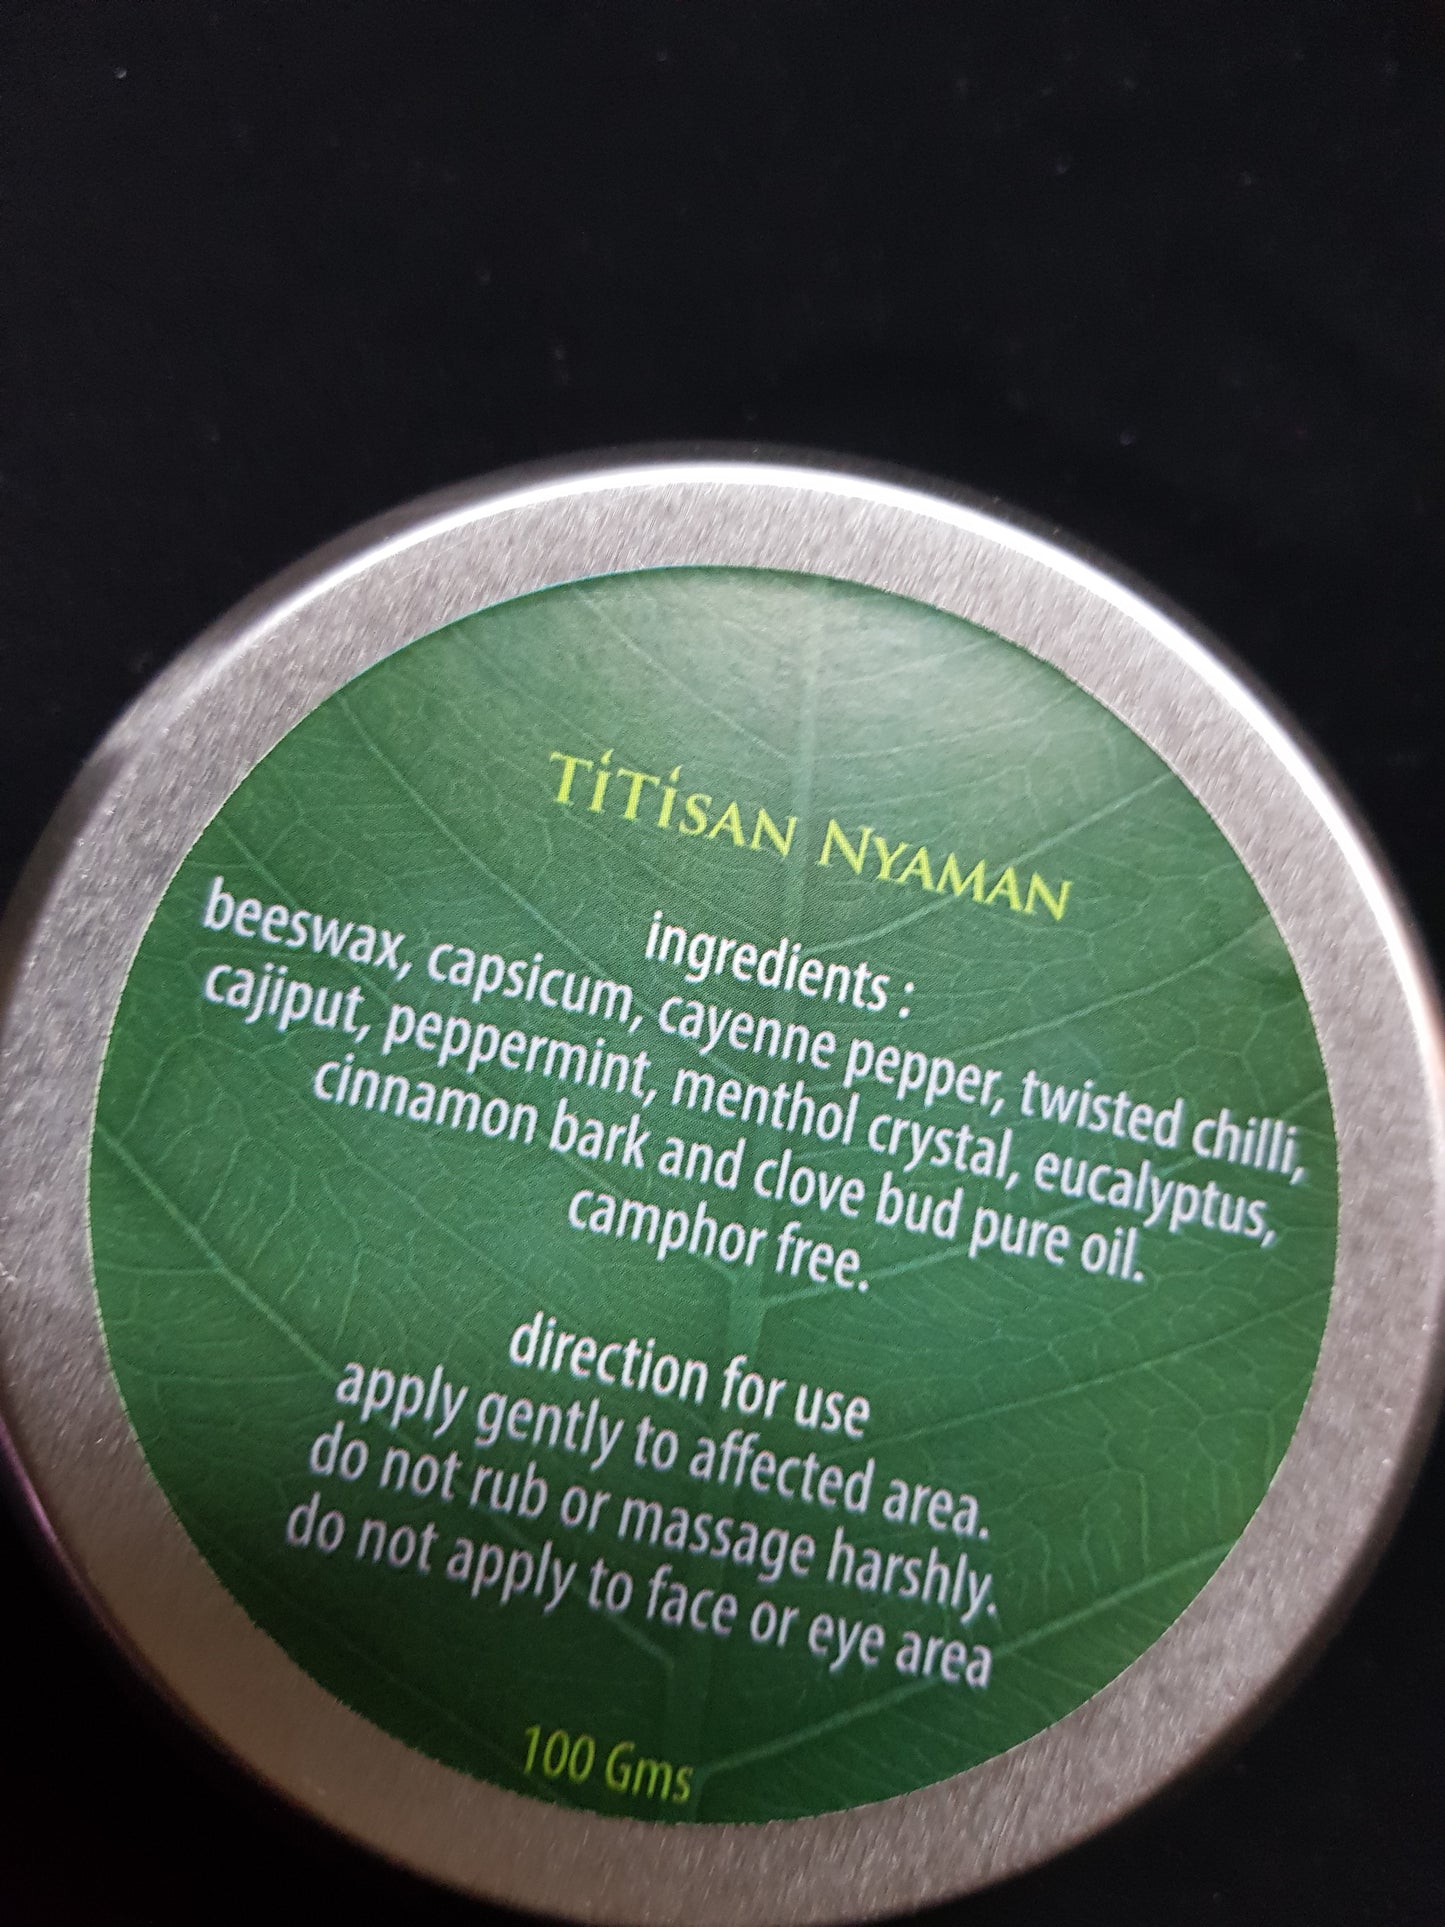 TiTiSAN NYAMAN
ingredients :
beeswax, capsicum, cayenne pepper, twisted chilli,
cajiput, peppermint, menthol crystal, eucalyptus,
cinnamon bark and clove bud pure oil.
camphor free.
direction for use
apply gently to affected area.
do not rub or massage harshly.
do not apply to face or eye area
100 Gms